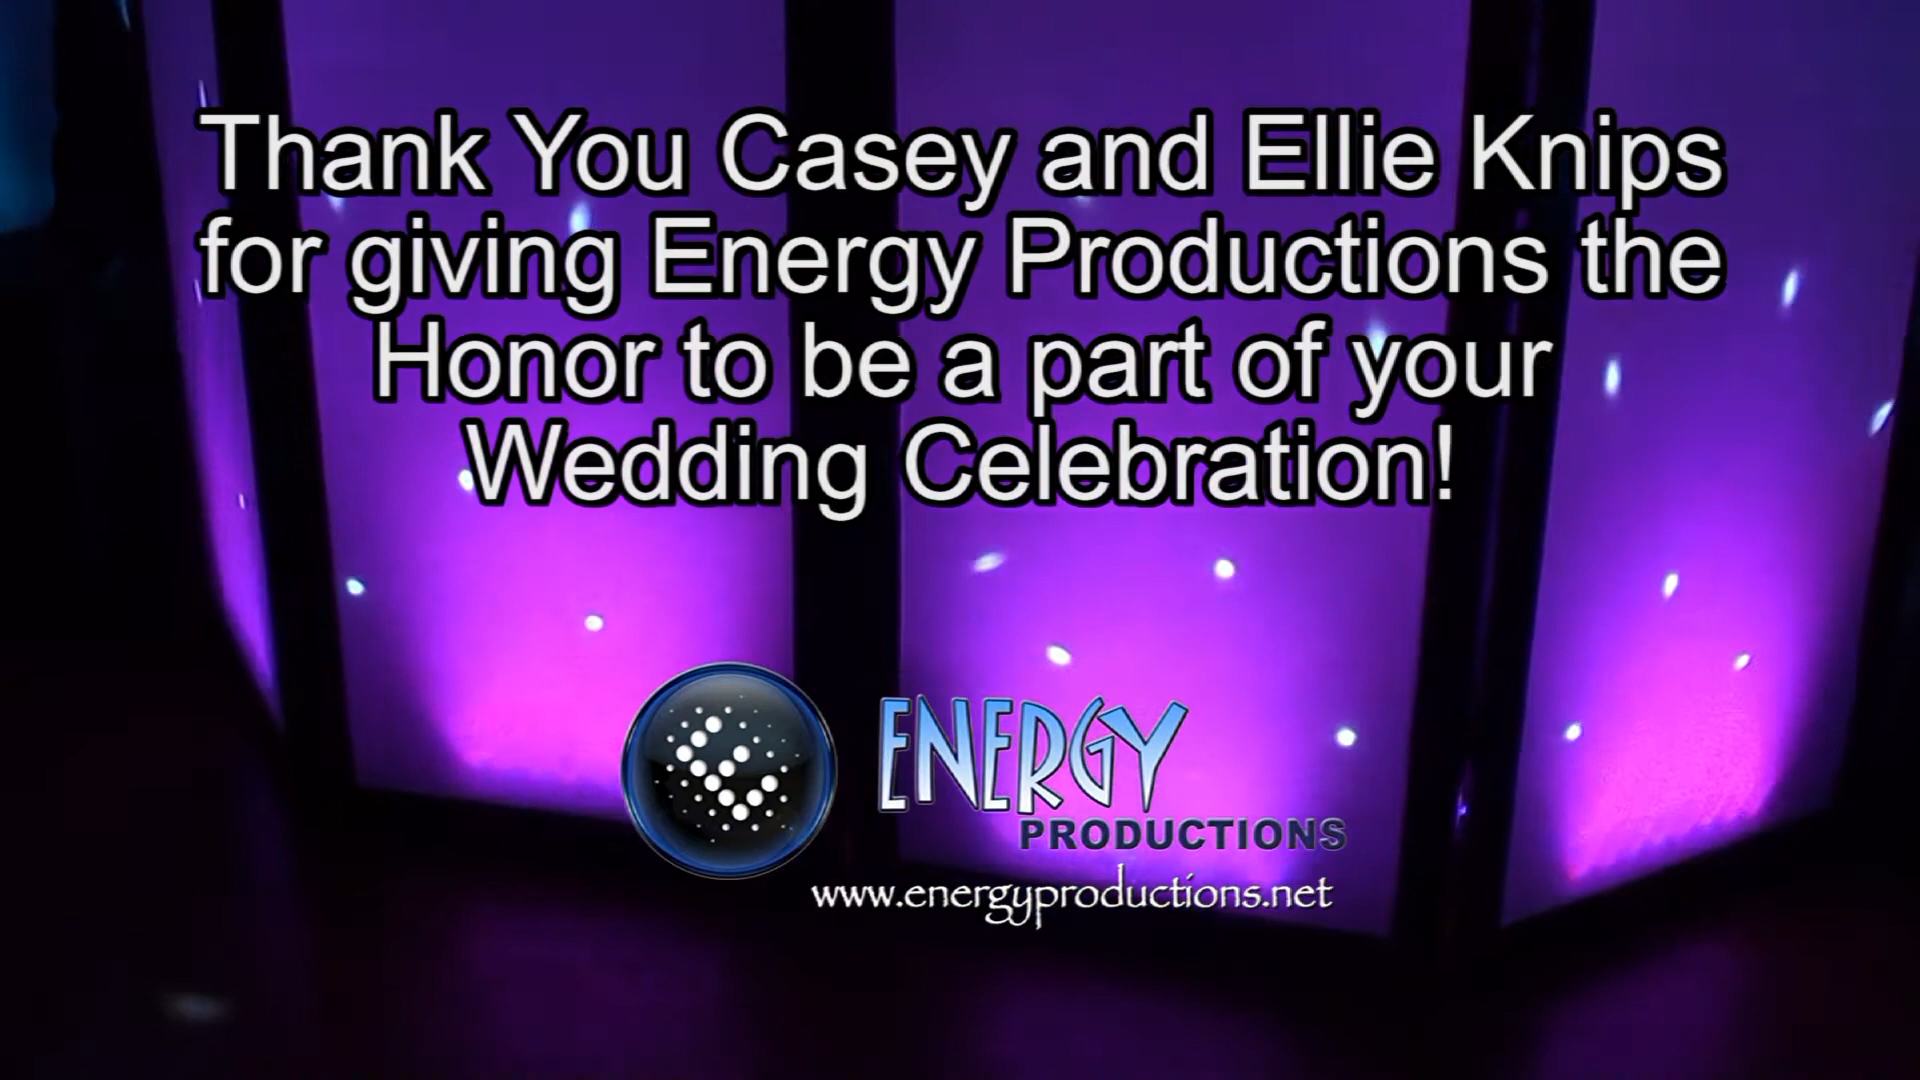 Thank You Casey and Ellie Knips
for giving Energy Productions the
Honor to be a part of your
Wedding Celebration!
ENERGY
PRODUCTIONS
www.energyproductions.net